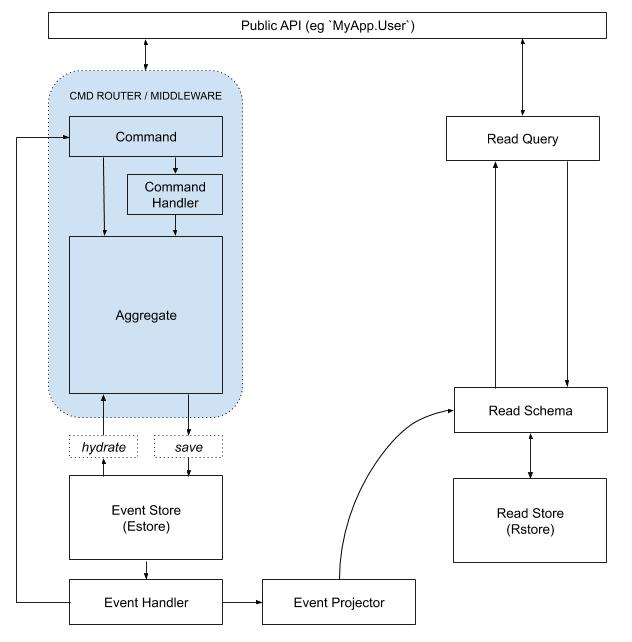 Public API (eg `MyApp.User`)
CMD ROUTER / MIDDLEWARE
Command
Command
Handler
Aggregate
hydrate
save
Event Store
(Estore)
Event Handler
Event Projector
Read Query
Read Schema
Read Store
(Rstore)